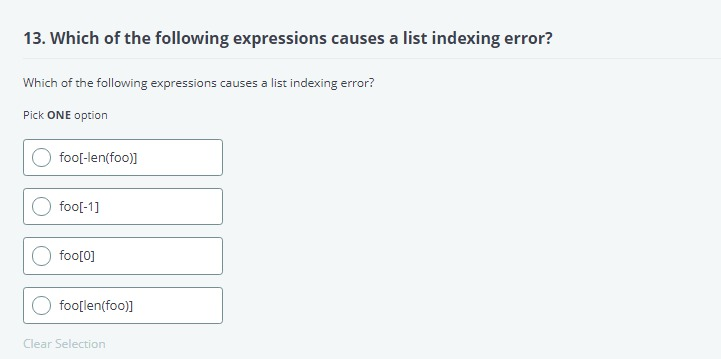 13. Which of the following expressions causes a list indexing error?
Which of the following expressions causes a list indexing error?
Pick ONE option
foo[-len(foo)]
foo[-1]
foo[0]
foo[len(foo)]
Clear Selection